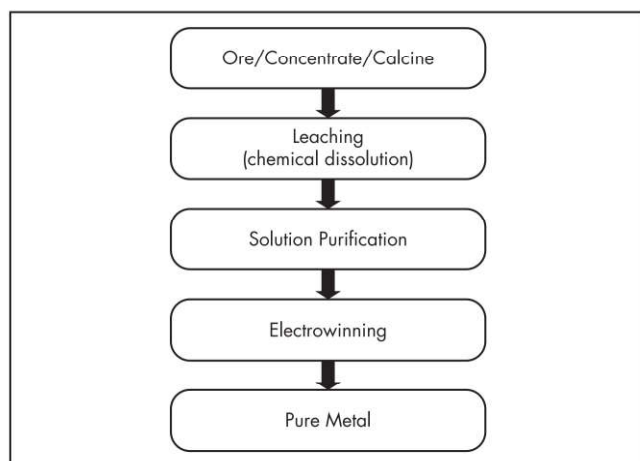 Ore/Concentrate/Calcine
Leaching
(chemical dissolution)
Solution Purification
Electrowinning
Pure Metal